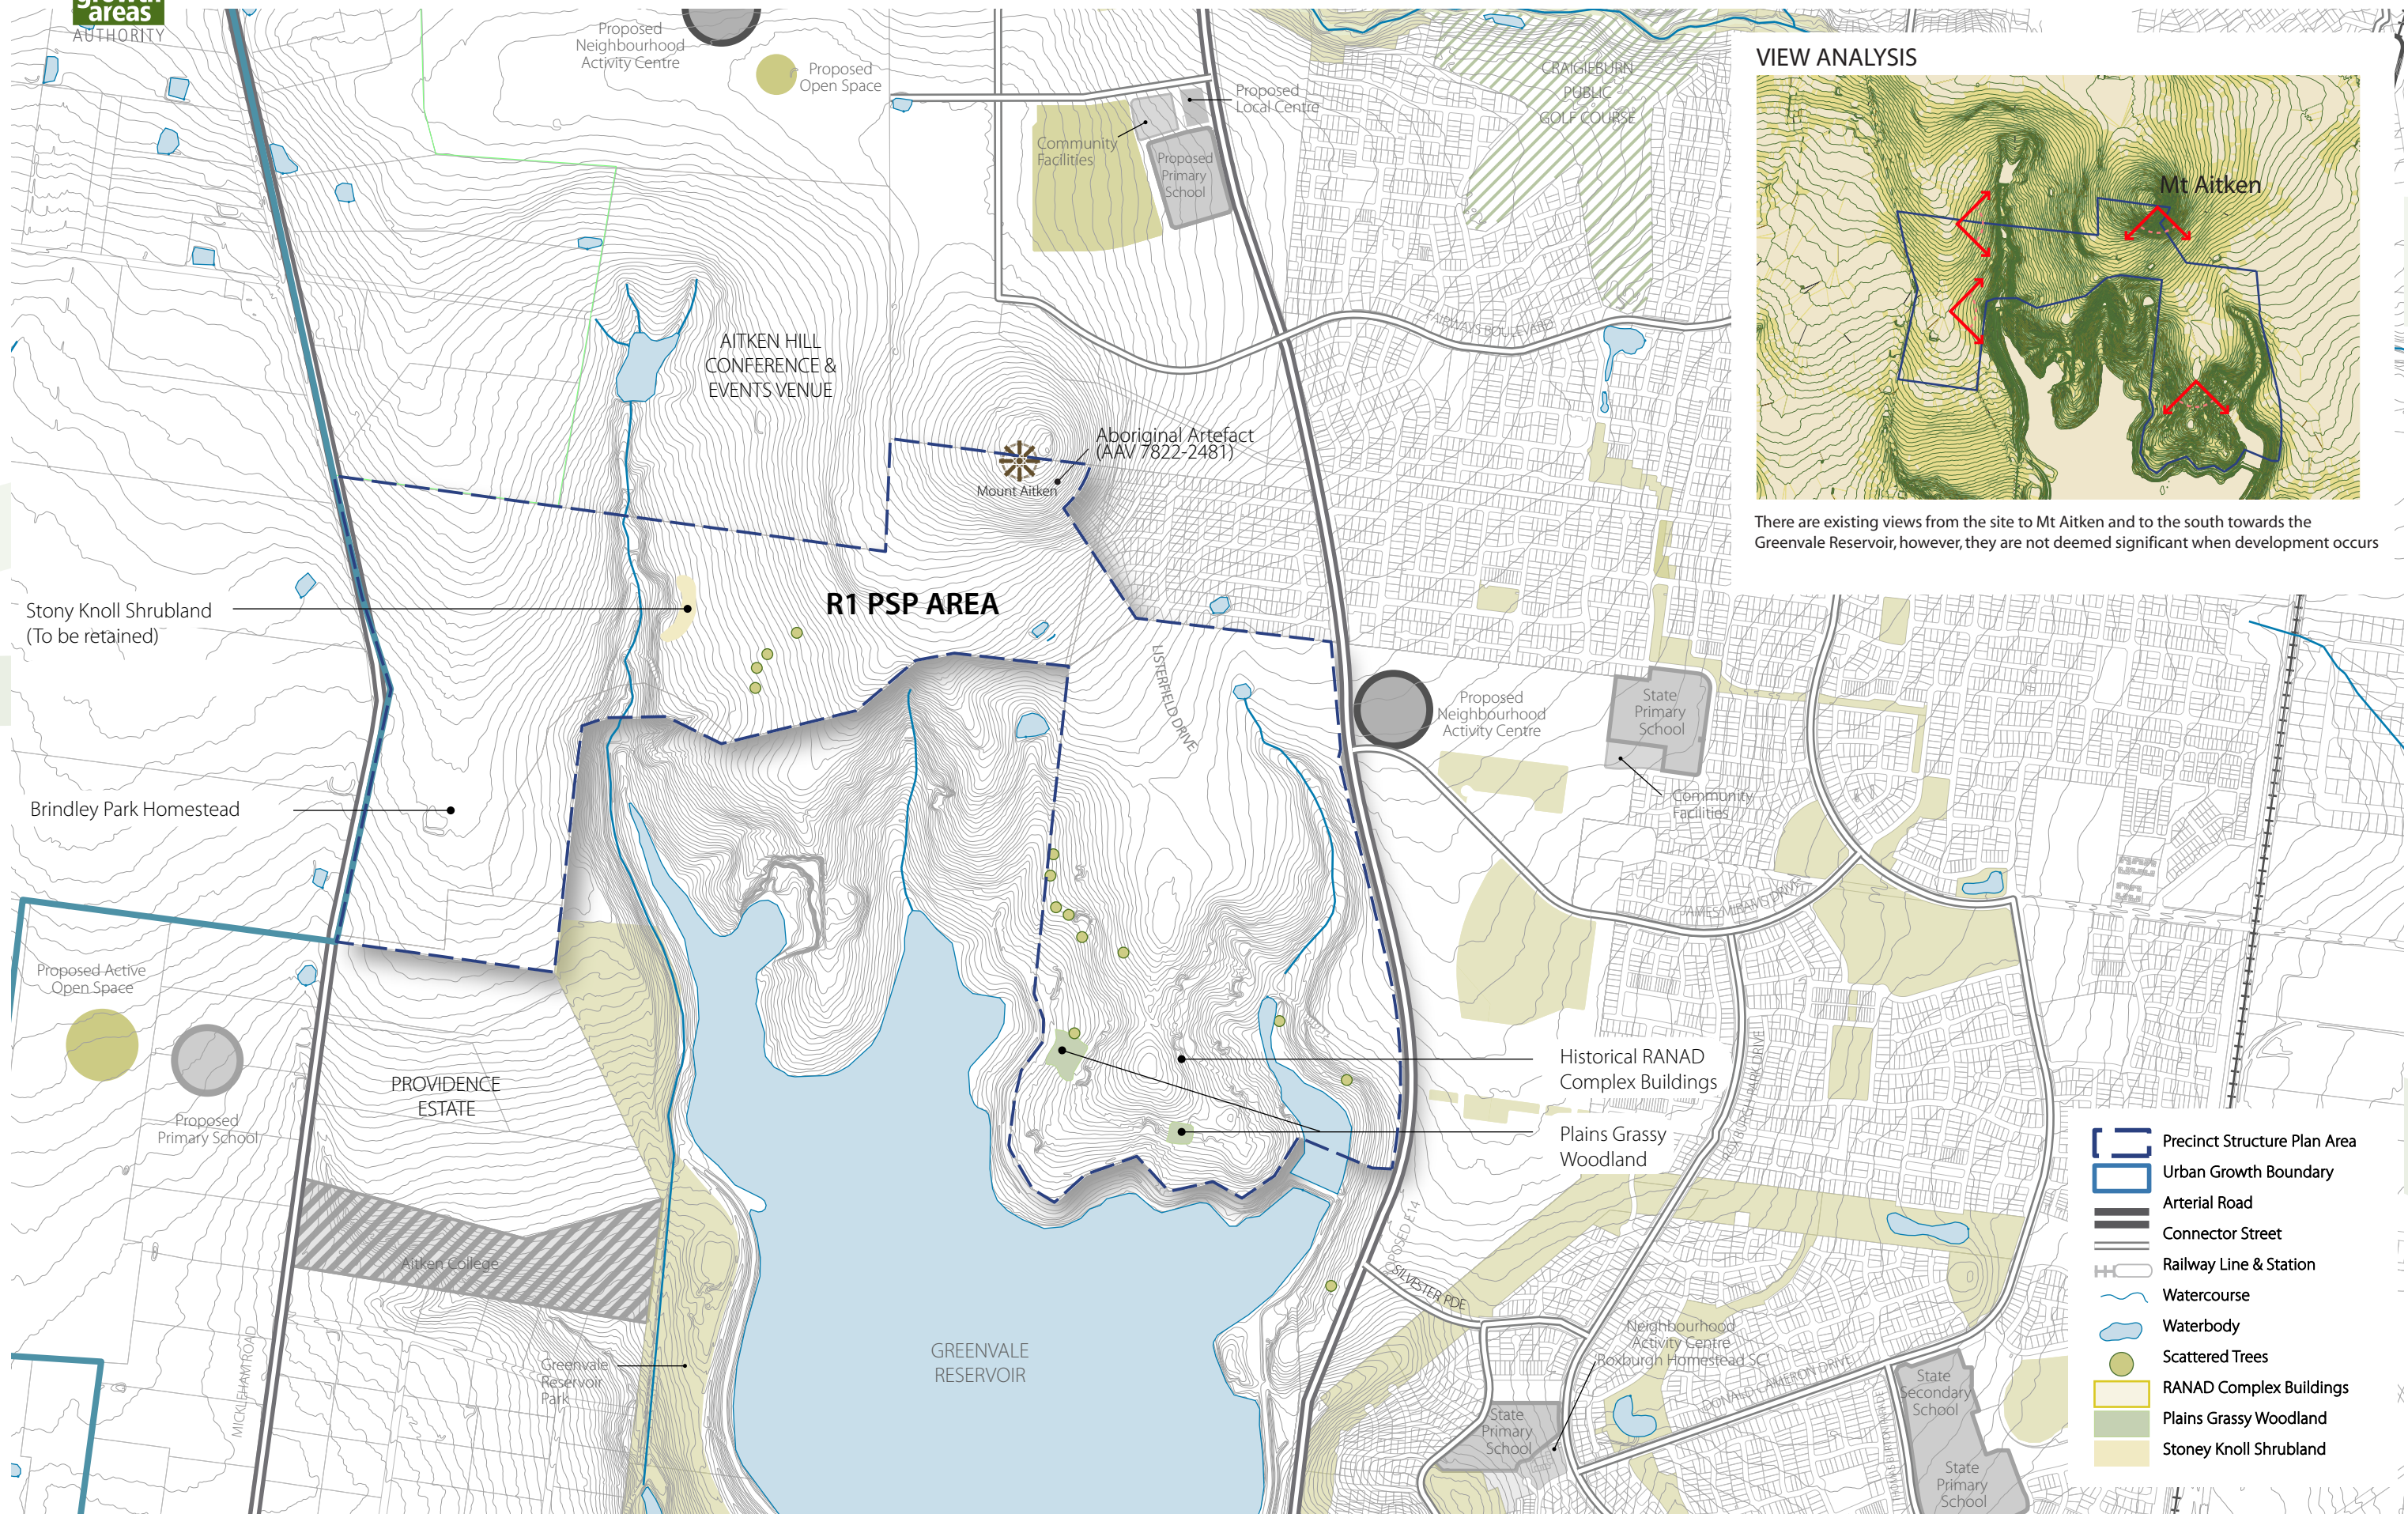 growth
areas
AUTHORITY
Proposed
Neighbourhood
Activity Centre
Proposed
Open Space
Proposed
Local Centre
Community
Facilities
Proposed
Primary
School
CRAIGIEBURN
PUBLIC
GOLF COURSE
VIEW ANALYSIS
Mt Aitken
There are existing views from the site to Mt Aitken and to the south towards the
Greenvale Reservoir, however, they are not deemed significant when development occurs
FAIRWAYS BOULEVARD
AITKEN HILL
CONFERENCE &
EVENTS VENUE
Aboriginal Artefact
(AAV 7822-2481)
Mount Aitken
Stony Knoll Shrubland
(To be retained)
R1 PSP AREA
LISTERFIELD DRIVE
Proposed
Neighbourhood
Activity Centre
State
Primary
School
Community
Facilities
Brindley Park Homestead
JAMES MIRAMS DRIVE
Proposed Active
Open Space
Proposed
Primary School
PROVIDENCE
ESTATE
Historical RANAD
Complex Buildings
Plains Grassy
Woodland
ROXBURGH PARK DRIVE
Aitken College
MICKLEHAM ROAD
Greenvale
Reservoir
Park
GREENVALE
RESERVOIR
E14
SILVESTER PDE
Neighbourhood
Activity Centre
'Roxburgh Homestead SC'
DONALD CAMERON DRIVE
State
Primary
School
State
Secondary
School
State
Primary
School
Precinct Structure Plan Area
Urban Growth Boundary
Arterial Road
Connector Street
Railway Line & Station
Watercourse
Waterbody
Scattered Trees
RANAD Complex Buildings
Plains Grassy Woodland
Stoney Knoll Shrubland